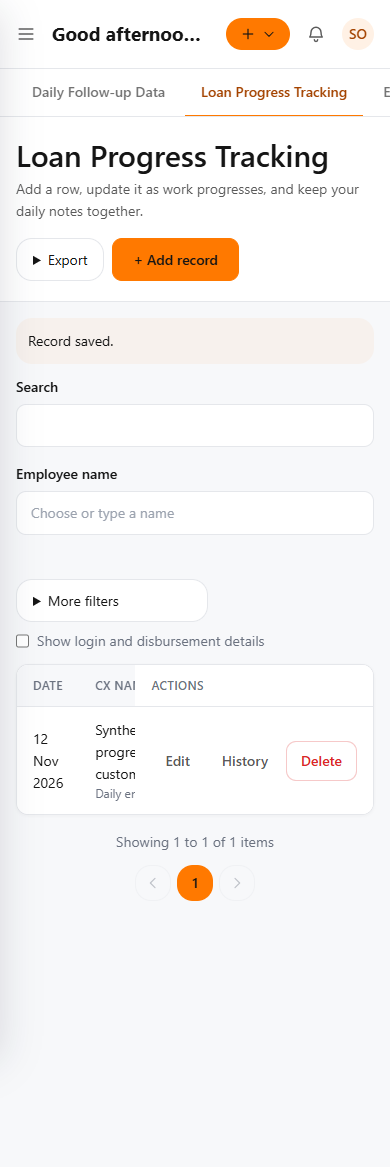 Good afternoo...
SO
Daily Follow-up Data
Loan Progress Tracking
E
Loan Progress Tracking
Add a row, update it as work progresses, and keep your
daily notes together.
Export
+ Add record
Record saved.
Search
Employee name
Choose or type a name
More filters
Show login and disbursement details
DATE CX NAI ACTIONS
12
Nov
2026
Synthe
progre
custom
Daily er
Edit History Delete
Showing 1 to 1 of 1 items
1